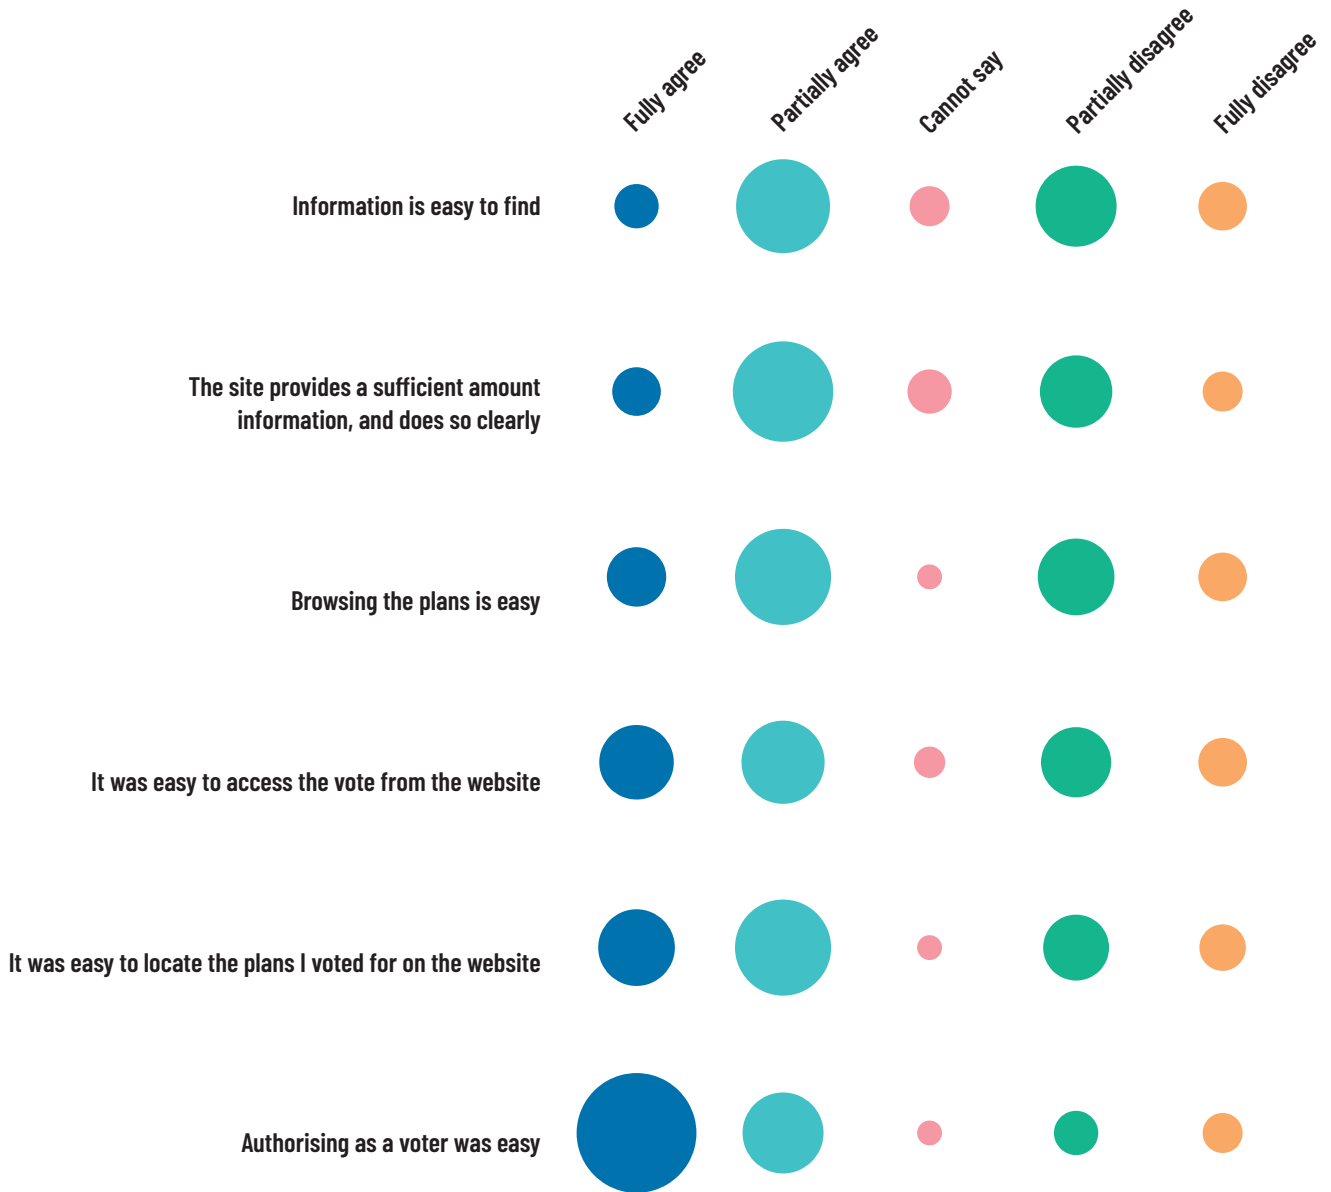 Fully agree
Partially agree
Cannot say
Partially disagree
Fully disagree
Information is easy to find
The site provides a sufficient amount
information, and does so clearly
Browsing the plans is easy
It was easy to access the vote from the website
It was easy to locate the plans I voted for on the website
Authorising as a voter was easy